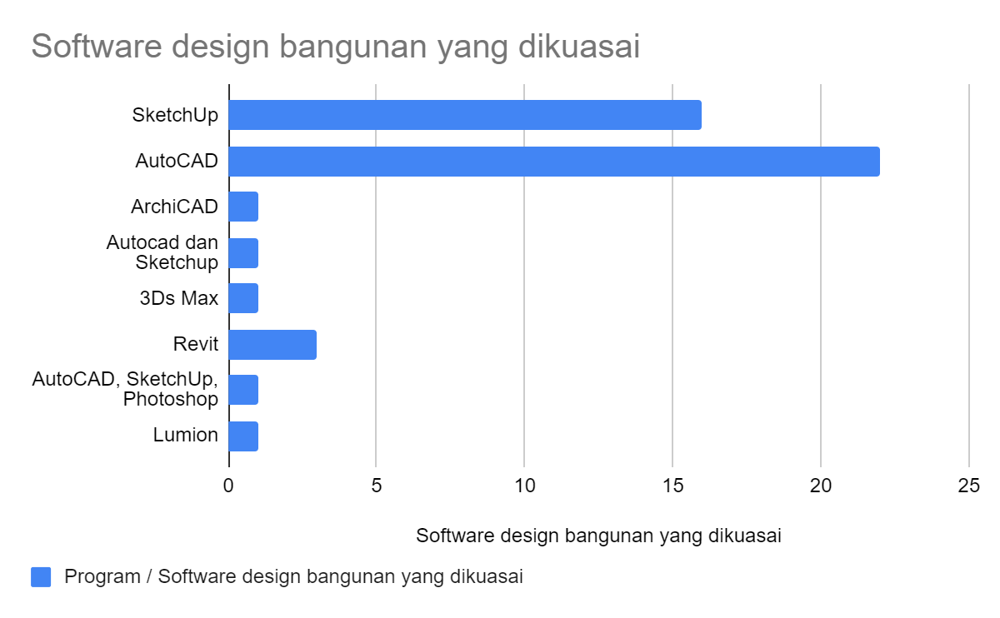 Software design bangunan yang dikuasai
SketchUp
AutoCAD
ArchiCAD
Autocad dan
Sketchup
3Ds Max
Revit
AutoCAD, SketchUp,
Photoshop
Lumion
0 5 10 15 20 25
Software design bangunan yang dikuasai
Program / Software design bangunan yang dikuasai